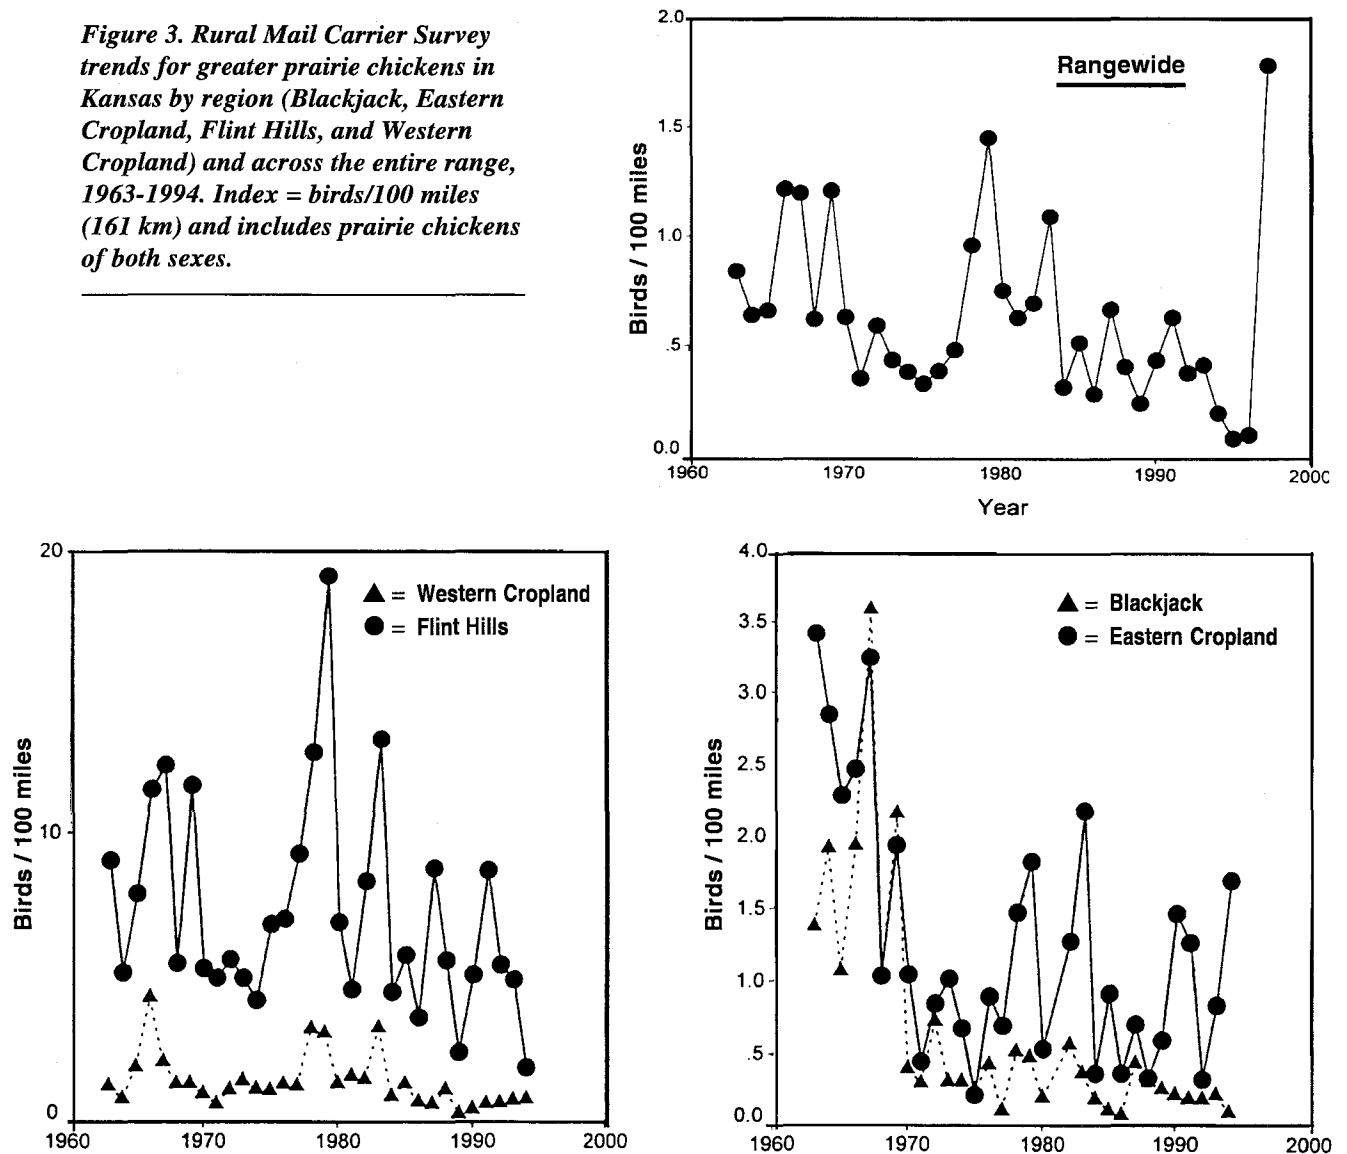 Figure 3. Rural Mail Carrier Survey
trends for greater prairie chickens in
Kansas by region (Blackjack, Eastern
Cropland, Flint Hills, and Western
Cropland) and across the entire range,
1963-1994. Index = birds/100 miles
(161 km) and includes prairie chickens
of both sexes.
Rangewide
Birds / 100 miles
2.0
1.5
1.0
.5
0.0
1960 1970 1980 1990 2000
Year
Birds / 100 miles
20
10
0
= Western Cropland
= Flint Hills
1960 1970 1980 1990 2000
Birds / 100 miles
4.0
3.5
3.0
2.5
2.0
1.5
1.0
.5
0.0
= Blackjack
= Eastern Cropland
1960 1970 1980 1990 2000